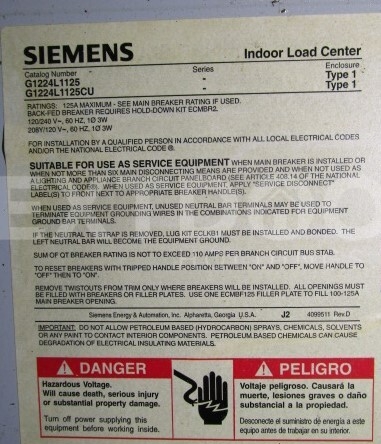 SIEMENS
Indoor Load Center
Catalog Number
Series
Enclosure
G1224L1125
-
Type 1
G1224L1125CU
-
Type 1
RATINGS: 125A MAXIMUM - SEE MAIN BREAKER RATING IF USED.
BACK-FED BREAKER REQUIRES HOLD-DOWN KIT ECMBR2.
120/240 V~, 60 HZ, 1Ø 3W
208Y/120 V~, 60 HZ, 1Ø 3W
FOR INSTALLATION BY A QUALIFIED PERSON IN ACCORDANCE WITH ALL LOCAL ELECTRICAL CODES
AND/OR THE NATIONAL ELECTRICAL CODE ®.
SUITABLE FOR USE AS SERVICE EQUIPMENT WHEN MAIN BREAKER IS INSTALLED OR
WHEN NOT MORE THAN SIX MAIN DISCONNECTING MEANS ARE PROVIDED AND WHEN NOT USED AS
A LIGHTING AND APPLIANCE BRANCH CIRCUIT PANELBOARD (SEE ARTICLE 408.14 OF THE NATIONAL
ELECTRICAL CODE®). WHEN USED AS SERVICE EQUIPMENT, APPLY "SERVICE DISCONNECT"
LABEL(S) TO FRONT NEXT TO APPROPRIATE BREAKER HANDLE(S).
WHEN USED AS SERVICE EQUIPMENT, UNUSED NEUTRAL BAR TERMINALS MAY BE USED TO
TERMINATE EQUIPMENT GROUNDING WIRES IN THE COMBINATIONS INDICATED FOR EQUIPMENT
GROUND BAR TERMINALS.
IF THE NEUTRAL TIE STRAP IS REMOVED, LUG KIT ECLKB1 MUST BE INSTALLED AND BONDED. THE
LEFT NEUTRAL BAR WILL BECOME THE EQUIPMENT GROUND.
SUM OF QT BREAKER RATING IS NOT TO EXCEED 110 AMPS PER BRANCH CIRCUIT BUS STAB.
TO RESET BREAKERS WITH TRIPPED HANDLE POSITION BETWEEN "ON" AND "OFF", MOVE HANDLE TO
"OFF" THEN TO "ON".
REMOVE TWISTOUTS FROM TRIM ONLY WHERE BREAKERS WILL BE INSTALLED. ALL OPENINGS MUST
BE FILLED WITH BREAKERS OR FILLER PLATES. USE ONE ECMBF125 FILLER PLATE TO FILL 100-125A
MAIN BREAKER OPENING.
Siemens Energy & Automation, Inc. Alpharetta, Georgia U.S.A. J2 4099511 Rev.D
IMPORTANT: DO NOT ALLOW PETROLEUM BASED (HYDROCARBON) SPRAYS, CHEMICALS, SOLVENTS
OR ANY PAINT TO CONTACT INTERIOR COMPONENTS. PETROLEUM BASED CHEMICALS CAN CAUSE
DEGRADATION OF ELECTRICAL INSULATING MATERIALS.
DANGER
Hazardous Voltage.
Will cause death, serious injury
or substantial property damage.
Turn off power supplying this
equipment before working inside.
PELIGRO
Voltaje peligroso. Causará la
muerte, lesiones graves o daño
substancial a la propiedad.
Desconecte el suministro de energía a este
equipo antes de trabajar en su interior.